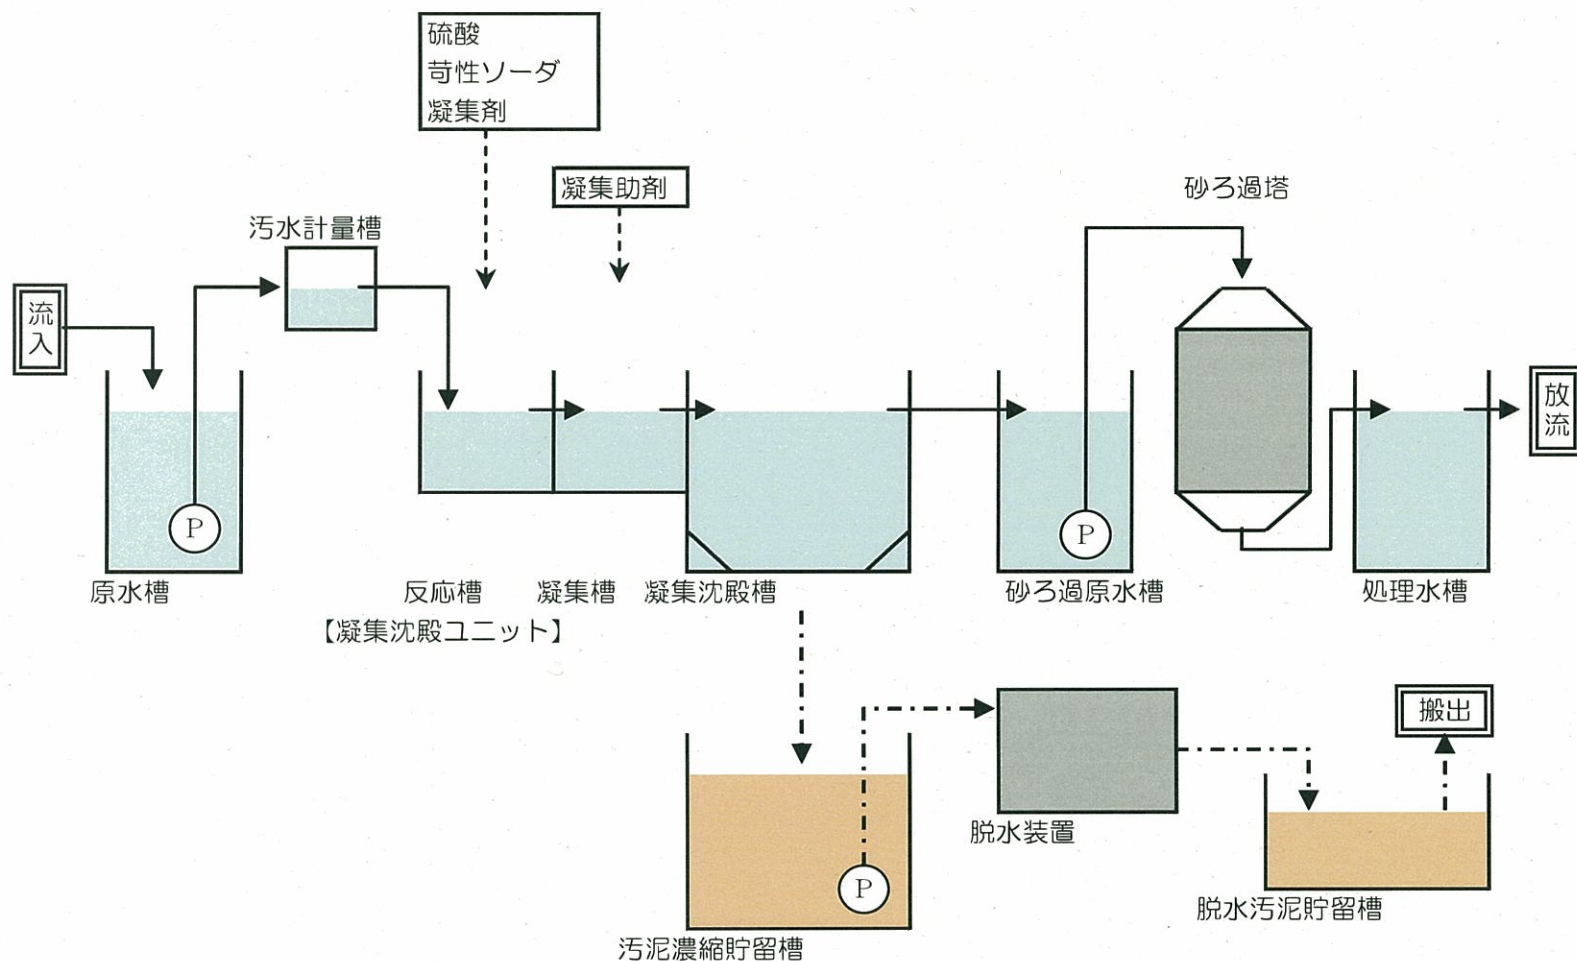 硫酸
苛性ソーダ
凝集剤
凝集助剤
砂ろ過塔
汚水計量槽
流入
放流
P
P
原水槽
反応槽
凝集槽
凝集沈殿槽
砂ろ過原水槽
処理水槽
【凝集沈殿ユニット】
搬出
脱水装置
P
脱水汚泥貯留槽
汚泥濃縮貯留槽